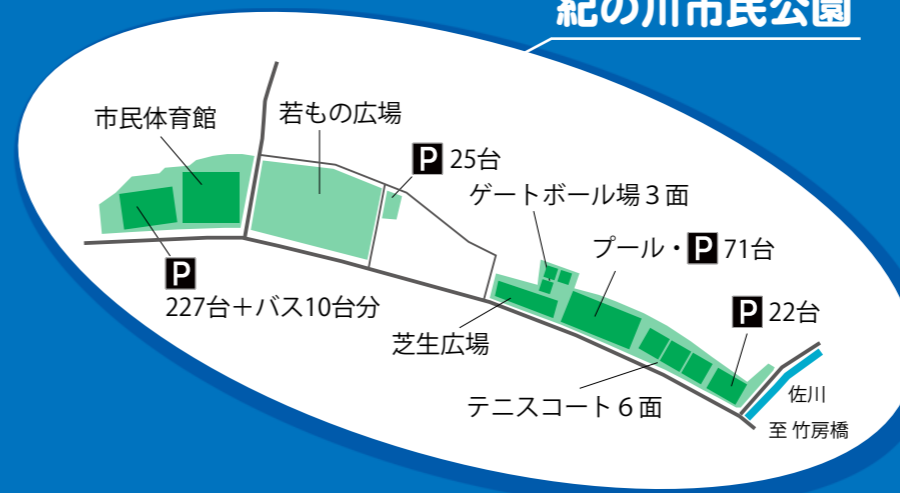 紀の川市民公園
市民体育館
若もの広場
P 25台
ゲートボール場3面
プール・P 71台
P
227台+バス10台分
P 22台
芝生広場
テニスコート6面
佐川
至 竹房橋